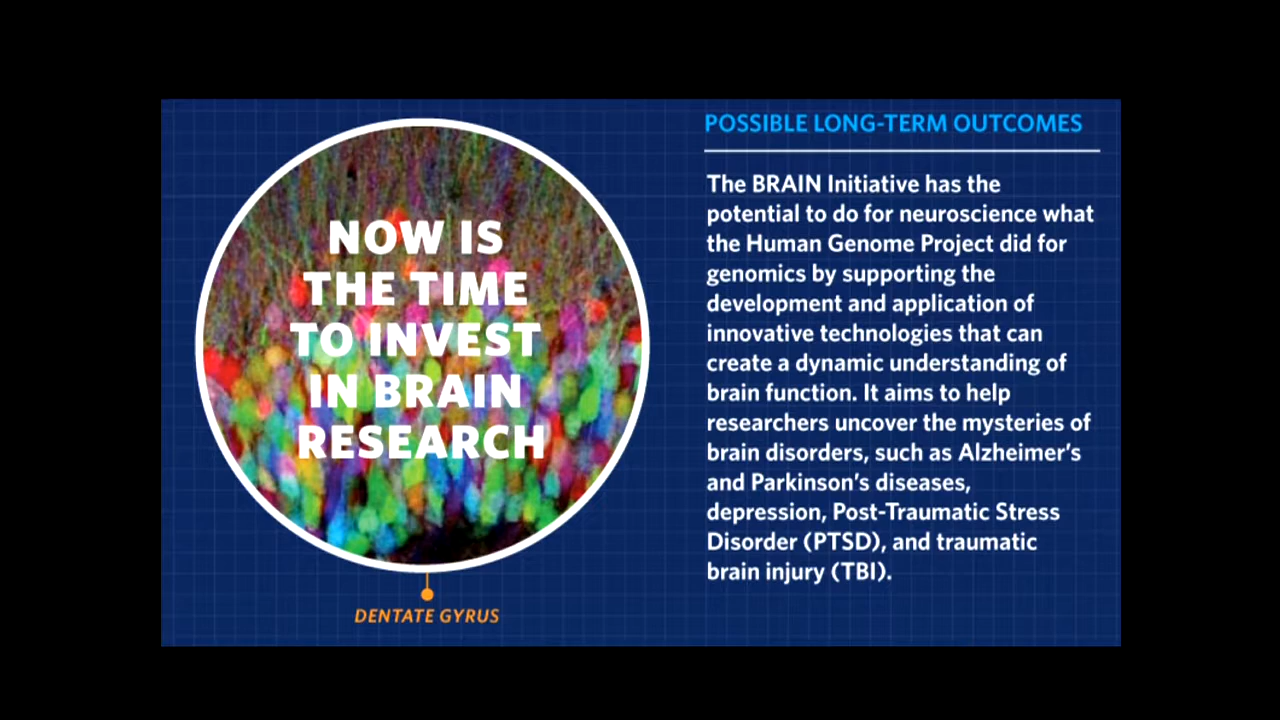 NOW IS
THE TIME
TO INVEST
IN BRAIN
RESEARCH
DENTATE GYRUS
POSSIBLE LONG-TERM OUTCOMES
The BRAIN Initiative has the
potential to do for neuroscience what
the Human Genome Project did for
genomics by supporting the
development and application of
innovative technologies that can
create a dynamic understanding of
brain function. It aims to help
researchers uncover the mysteries of
brain disorders, such as Alzheimer’s
and Parkinson’s diseases,
depression, Post-Traumatic Stress
Disorder (PTSD), and traumatic
brain injury (TBI).